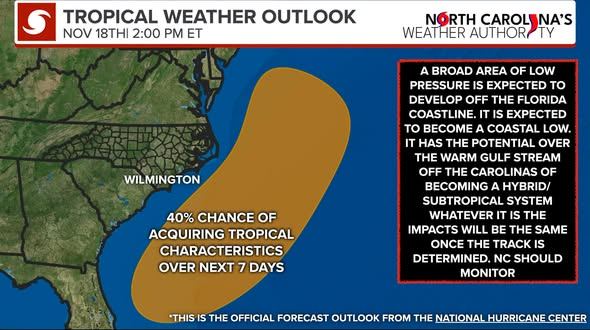 TROPICAL WEATHER OUTLOOK
NOV 18TH| 2:00 PM ET
NORTH CAROLINA'S
WEATHER AUTHORITY
A BROAD AREA OF LOW
PRESSURE IS EXPECTED TO
DEVELOP OFF THE FLORIDA
COASTLINE. IT IS EXPECTED
TO BECOME A COASTAL LOW.
IT HAS THE POTENTIAL OVER
THE WARM GULF STREAM
OFF THE CAROLINAS OF
BECOMING A HYBRID/
SUBTROPICAL SYSTEM
WHATEVER IT IS THE
IMPACTS WILL BE THE SAME
ONCE THE TRACK IS
DETERMINED. NC SHOULD
MONITOR
WILMINGTON
40% CHANCE OF
ACQUIRING TROPICAL
CHARACTERISTICS
OVER NEXT 7 DAYS
*THIS IS THE OFFICIAL FORECAST OUTLOOK FROM THE NATIONAL HURRICANE CENTER